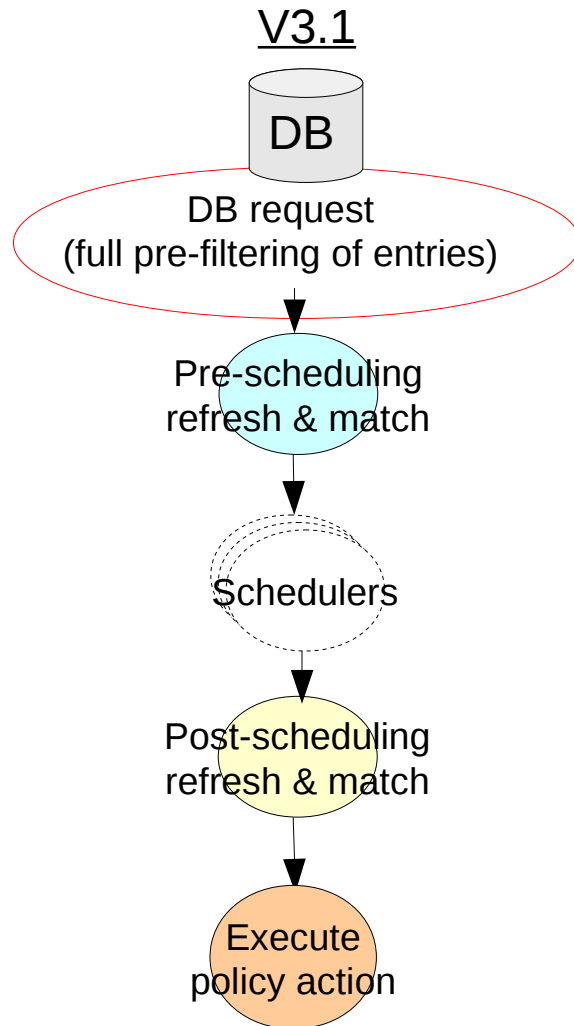 V3.1
DB
DB request
(full pre-filtering of entries)
Pre-scheduling
refresh & match
Schedulers
Post-scheduling
refresh & match
Execute
policy action